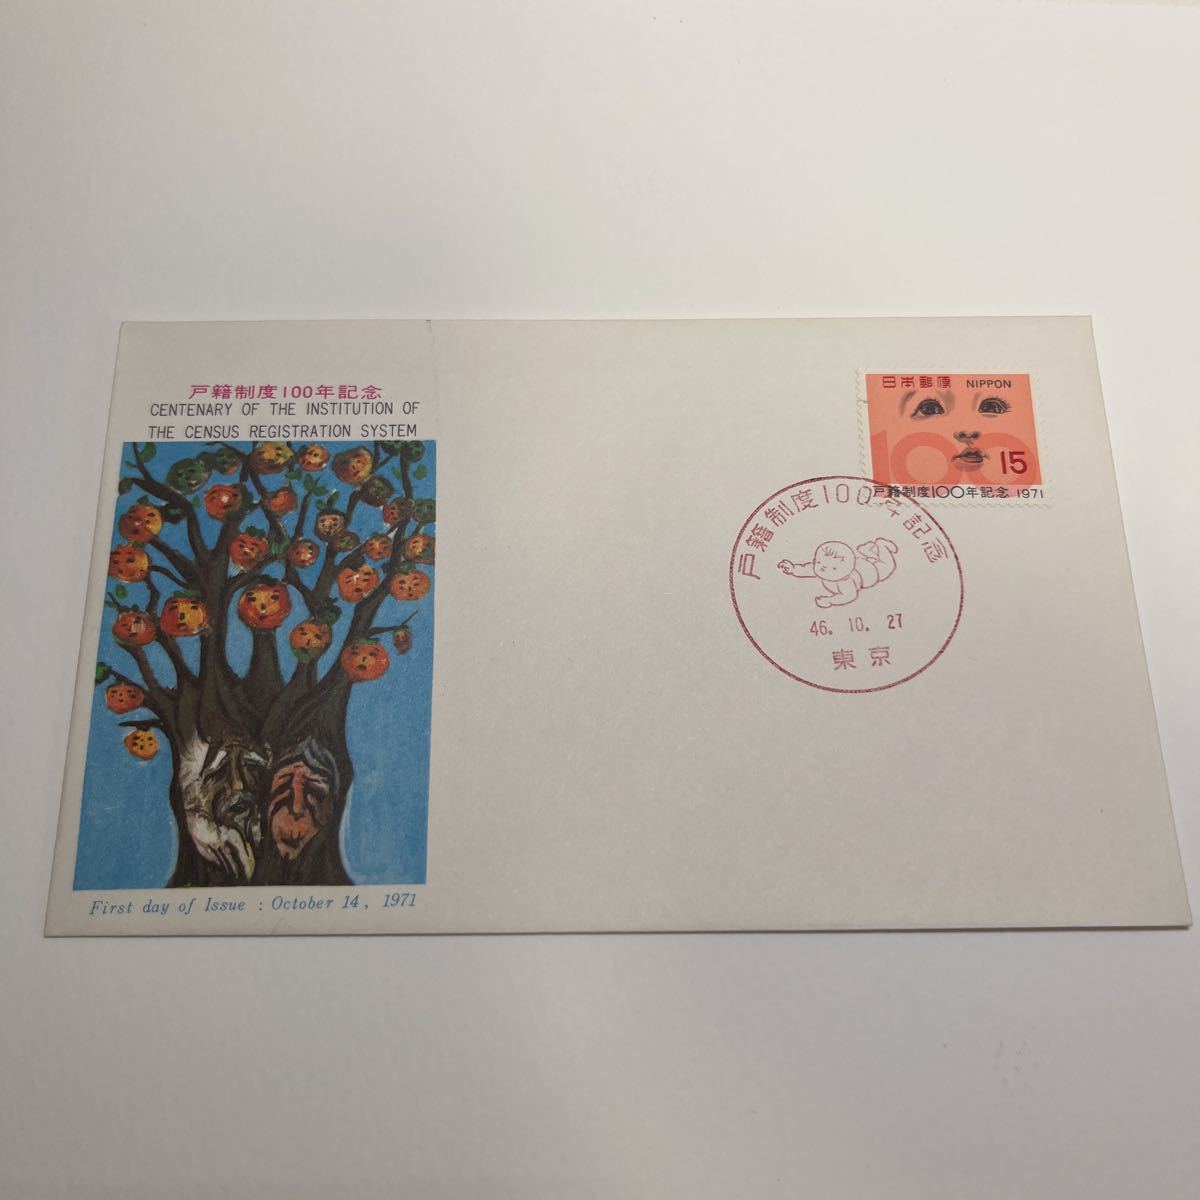 戸籍制度100年記念
CENTENARY OF THE INSTITUTION OF
THE CENSUS REGISTRATION SYSTEM
First day of Issue : October 14, 1971
日本郵便 NIPPON
100
15
戸籍制度100年記念 1971
戸籍制度100年記念
46. 10. 27
東京